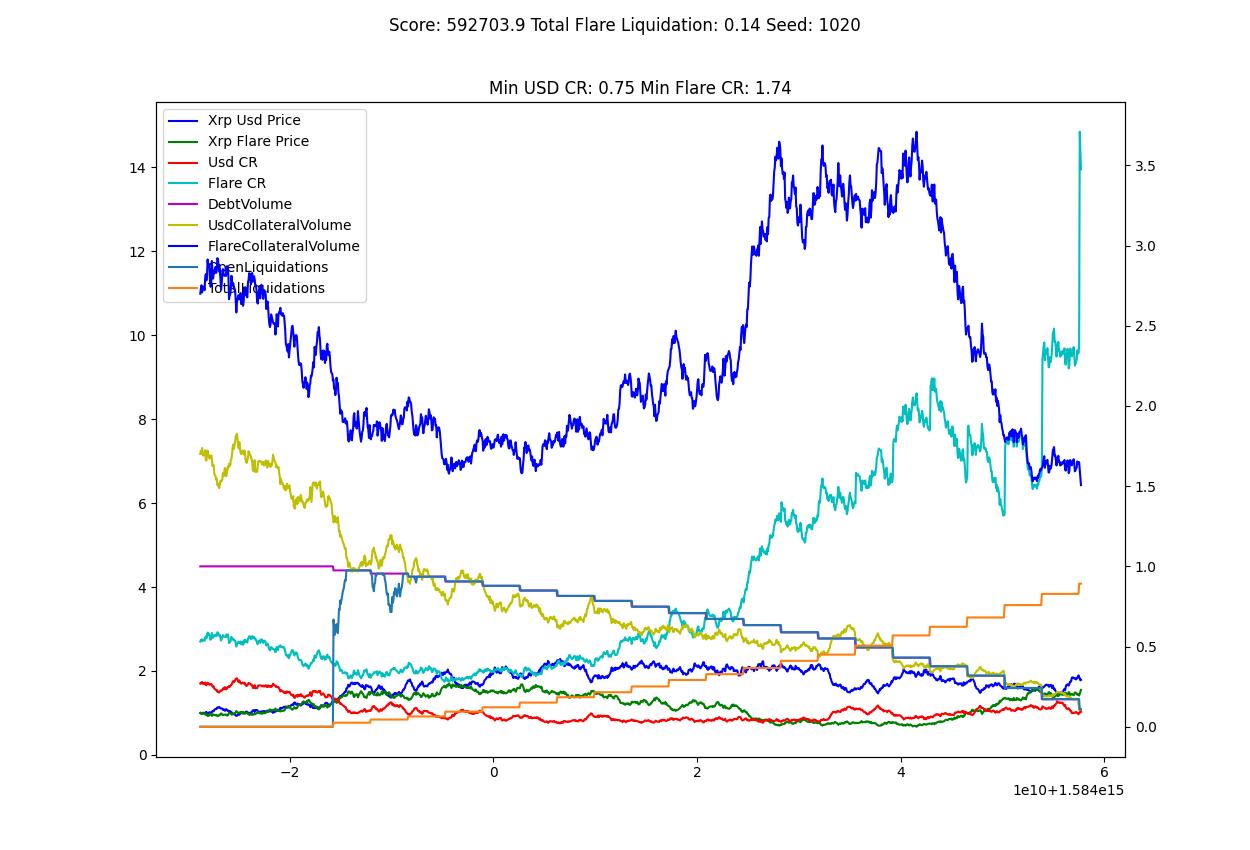 Score: 592703.9 Total Flare Liquidation: 0.14 Seed: 1020
Min USD CR: 0.75 Min Flare CR: 1.74
Xrp Usd Price
Xrp Flare Price
Usd CR
Flare CR
DebtVolume
UsdCollateralVolume
FlareCollateralVolume
OpenLiquidations
TotalLiquidations
14
12
10
8
6
4
2
0
3.5
3.0
2.5
2.0
1.5
1.0
0.5
0.0
−2
0
2
4
6
1e10+1.584e15